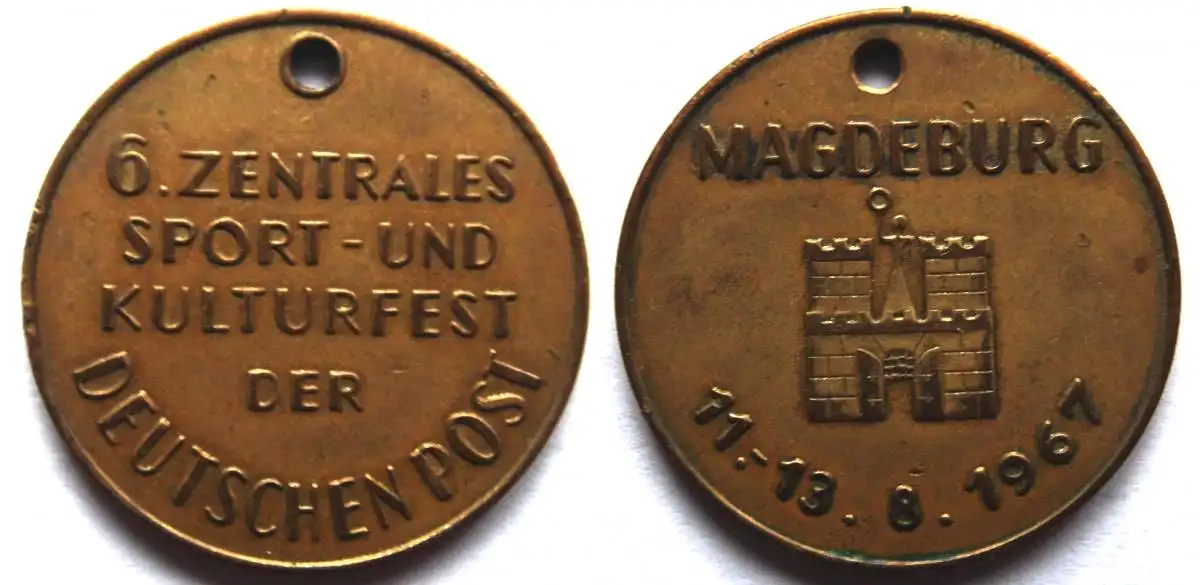 6. ZENTRALES
SPORT - UND
KULTURFEST
DER
DEUTSCHEN POST
MAGDEBURG
11.-13.8.1967